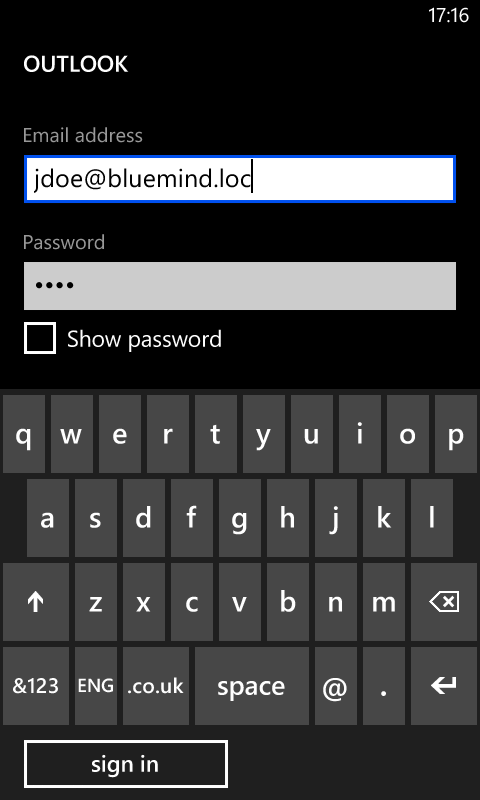 17:16
OUTLOOK
Email address
jdoe@bluemind.loc
Password
••••
Show password
q w e r t y u i o p
a s d f g h j k l
z x c v b n m
&123 ENG .co.uk space @ .
sign in